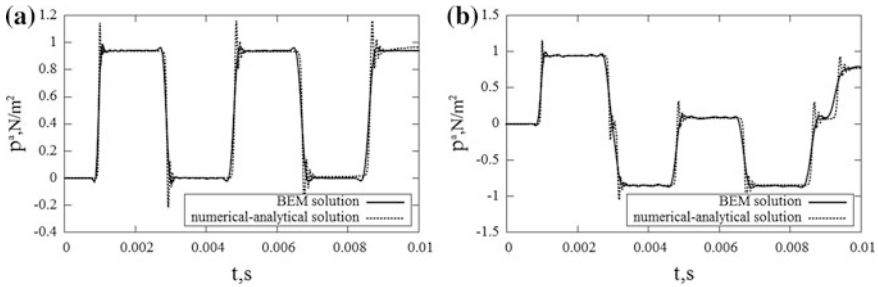 (a)
1.2
1
0.8
0.6
0.4
0.2
0
-0.2
-0.4
pᵃ,N/m²
BEM solution
numerical-analytical solution
0 0.002 0.004 0.006 0.008 0.01
t,s
(b)
1.5
1
0.5
0
-0.5
-1
-1.5
pᵃ,N/m²
BEM solution
numerical-analytical solution
0 0.002 0.004 0.006 0.008 0.01
t,s